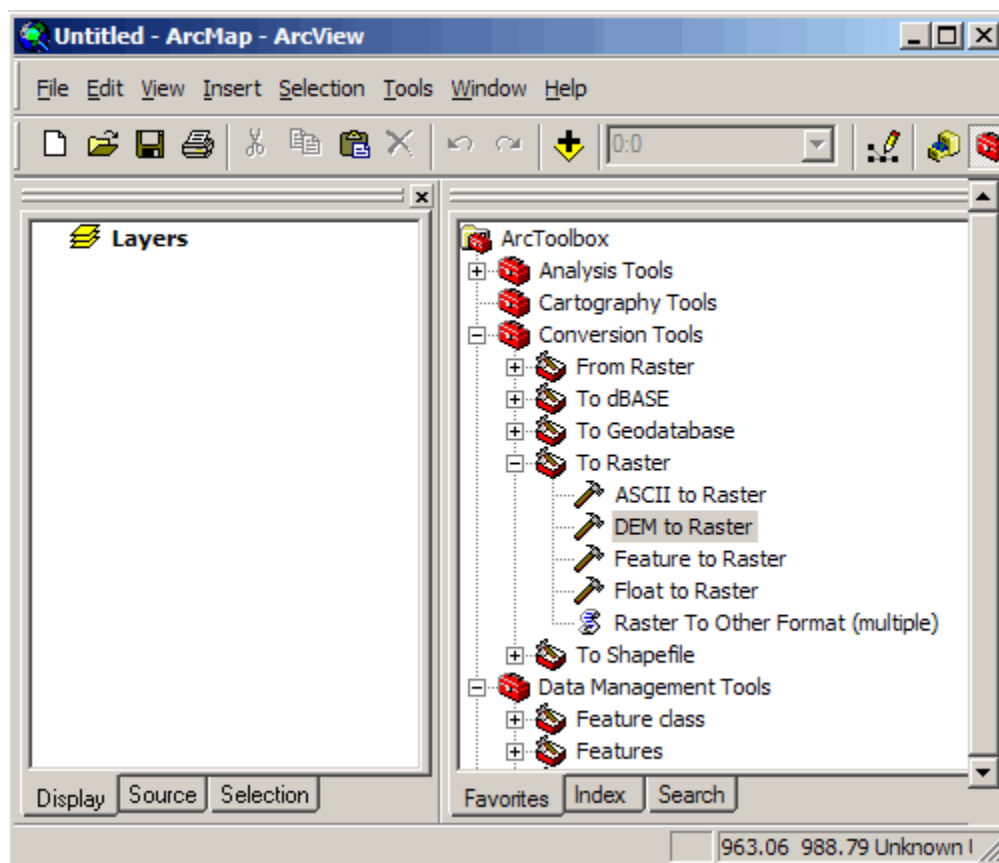 Untitled - ArcMap - ArcView
File Edit View Insert Selection Tools Window Help
0:0
Layers
ArcToolbox
Analysis Tools
Cartography Tools
Conversion Tools
From Raster
To dBASE
To Geodatabase
To Raster
ASCII to Raster
DEM to Raster
Feature to Raster
Float to Raster
Raster To Other Format (multiple)
To Shapefile
Data Management Tools
Feature class
Features
Display Source Selection
Favorites Index Search
963.06 988.79 Unknown